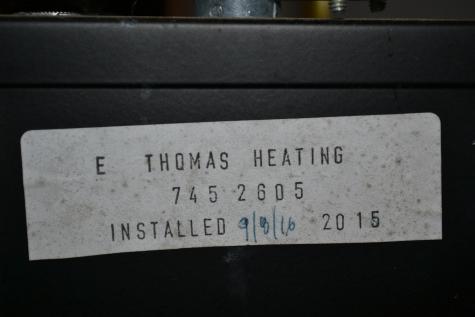 E THOMAS HEATING
745 2605
INSTALLED 9/8/16 2015